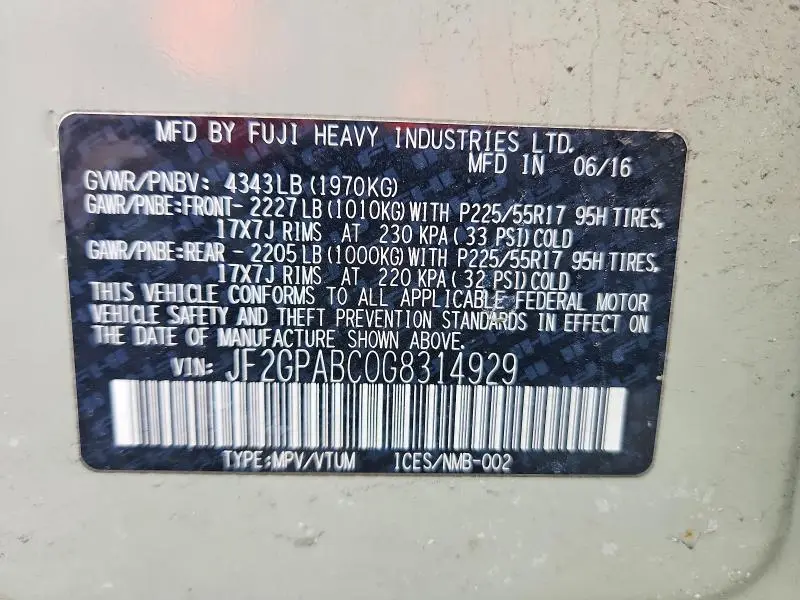 MFD BY FUJI HEAVY INDUSTRIES LTD.
MFD IN 06/16
GVWR/PNBV: 4343LB (1970KG)
GAWR/PNBE:FRONT- 2227LB (1010KG) WITH P225/55R17 95H TIRES,
17X7J RIMS AT 230 KPA (33 PSI) COLD
GAWR/PNBE:REAR - 2205LB (1000KG) WITH P225/55R17 95H TIRES,
17X7J RIMS AT 220 KPA (32 PSI) COLD
THIS VEHICLE CONFORMS TO ALL APPLICABLE FEDERAL MOTOR
VEHICLE SAFETY AND THEFT PREVENTION STANDARDS IN EFFECT ON
THE DATE OF MANUFACTURE SHOWN ABOVE.
VIN: JF2GPABC0G8314929
TYPE:MPV/VTUM ICES/NMB-002